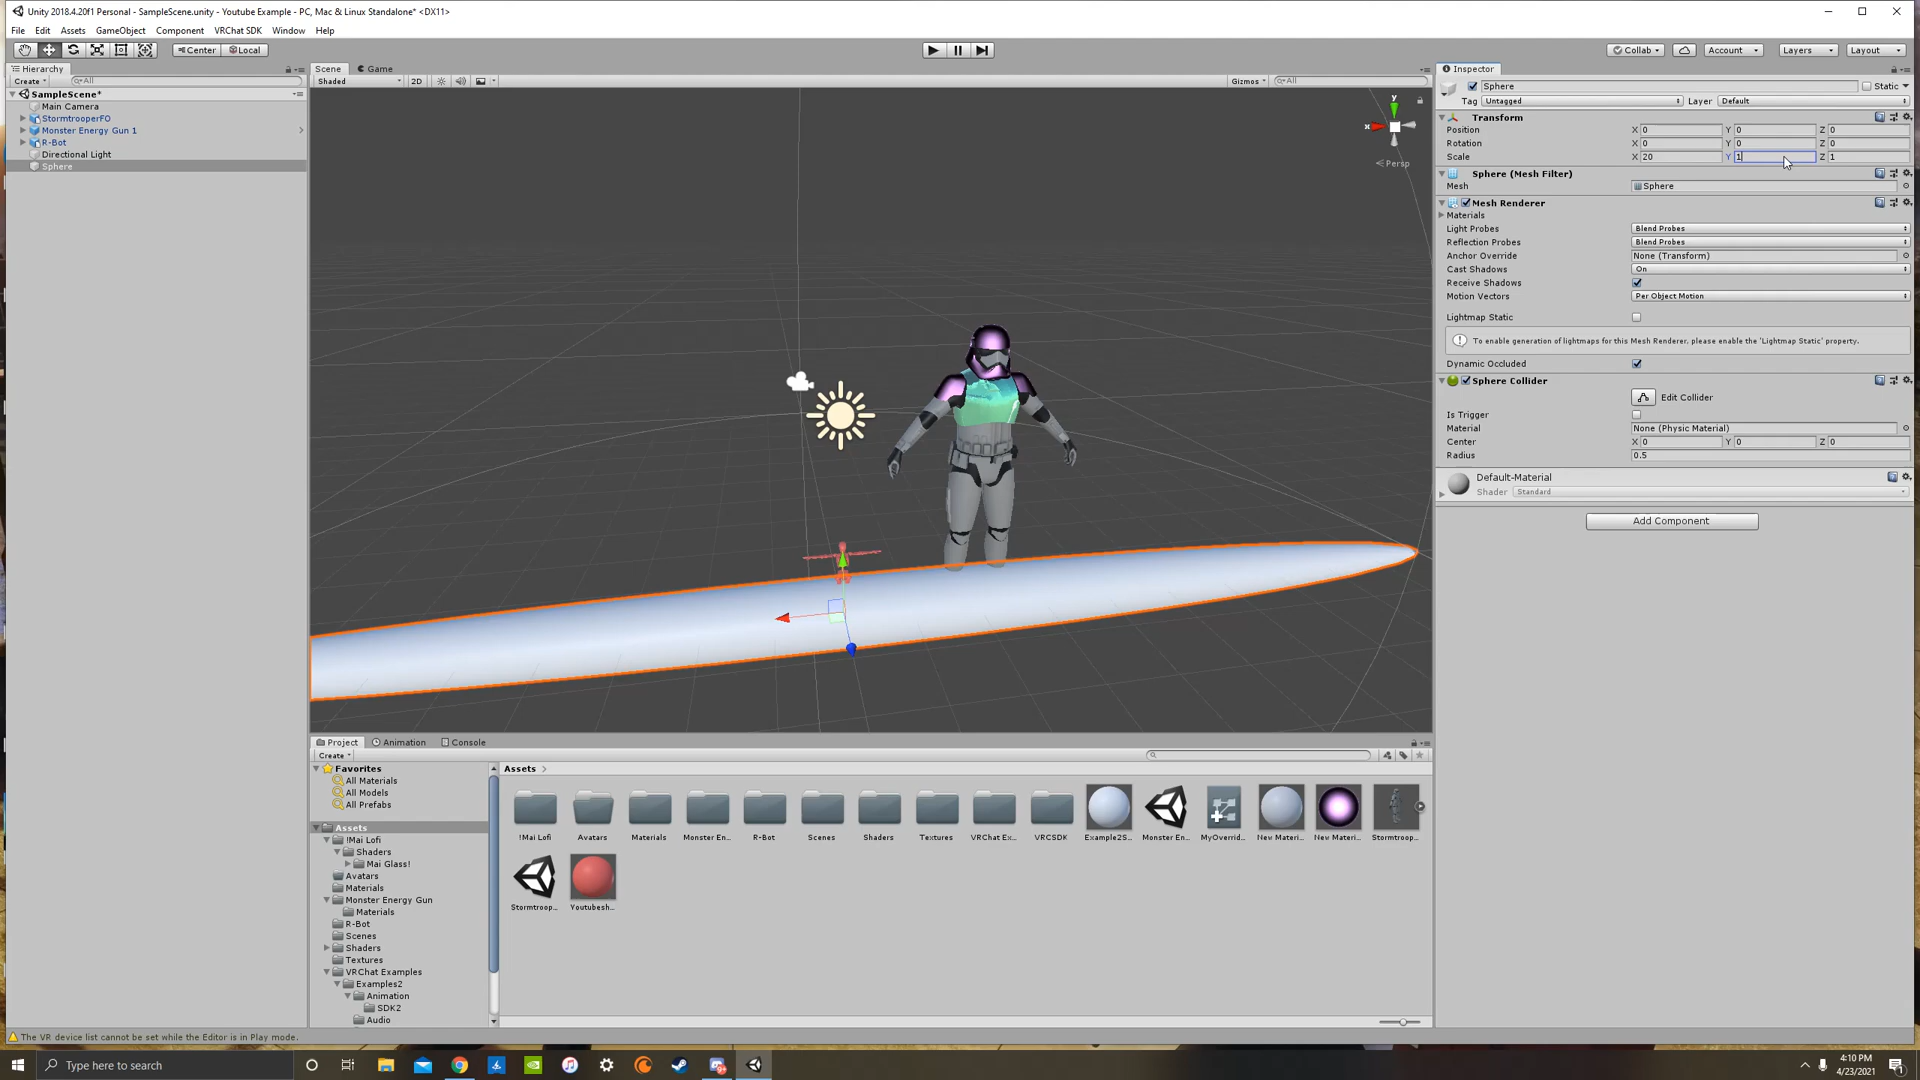 Unity 2018.4.20f1 Personal - SampleScene.unity - Youtube Example - PC, Mac & Linux Standalone* <DX11>
File Edit Assets GameObject Component VRChat SDK Window Help
Center Local Collab Account Layers Layout
Hierarchy
Create All
SampleScene*
Main Camera
StormtrooperFO
Monster Energy Gun 1
R-Bot
Directional Light
Sphere
Scene Game
Shaded 2D Gizmos All
y
x
Persp
Inspector
Sphere Static
Tag Untagged Layer Default
Transform
Position X 0 Y 0 Z 0
Rotation X 0 Y 0 Z 0
Scale X 20 Y 1 Z 1
Sphere (Mesh Filter)
Mesh Sphere
Mesh Renderer
Materials
Light Probes Blend Probes
Reflection Probes Blend Probes
Anchor Override None (Transform)
Cast Shadows On
Receive Shadows
Motion Vectors Per Object Motion
Lightmap Static
To enable generation of lightmaps for this Mesh Renderer, please enable the 'Lightmap Static' property.
Dynamic Occluded
Sphere Collider
Edit Collider
Is Trigger
Material None (Physic Material)
Center X 0 Y 0 Z 0
Radius 0.5
Default-Material
Shader Standard
Add Component
Project Animation Console
Create
Favorites
All Materials
All Models
All Prefabs
Assets
!Mai Lofi
Shaders
Mai Glass!
Avatars
Materials
Monster Energy Gun
Materials
R-Bot
Scenes
Shaders
Textures
VRChat Examples
Examples2
Animation
SDK2
Audio
Assets
!Mai Lofi Avatars Materials Monster En... R-Bot Scenes Shaders Textures VRChat Ex... VRCSDK Example2S... Monster En... MyOverrid... New Materi... New Materi... Stormtroop...
Stormtroop... Youtubesh...
The VR device list cannot be set while the Editor is in Play mode.
Type here to search
4:10 PM
4/23/2021